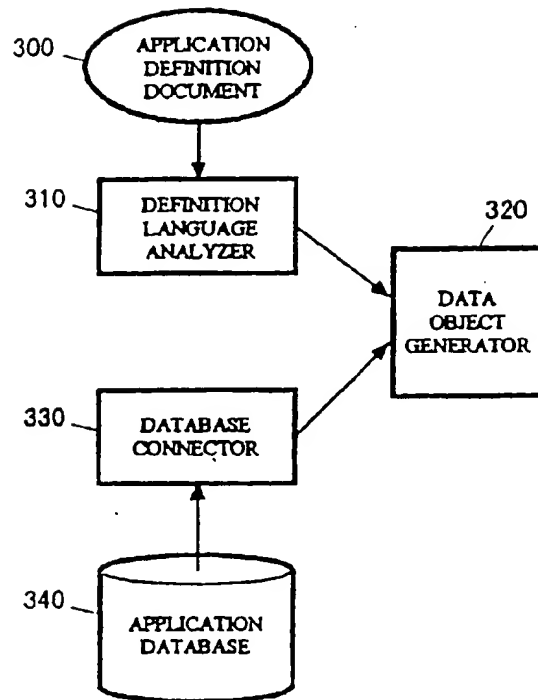 300
APPLICATION
DEFINITION
DOCUMENT
310
DEFINITION
LANGUAGE
ANALYZER
320
DATA
OBJECT
GENERATOR
330
DATABASE
CONNECTOR
340
APPLICATION
DATABASE